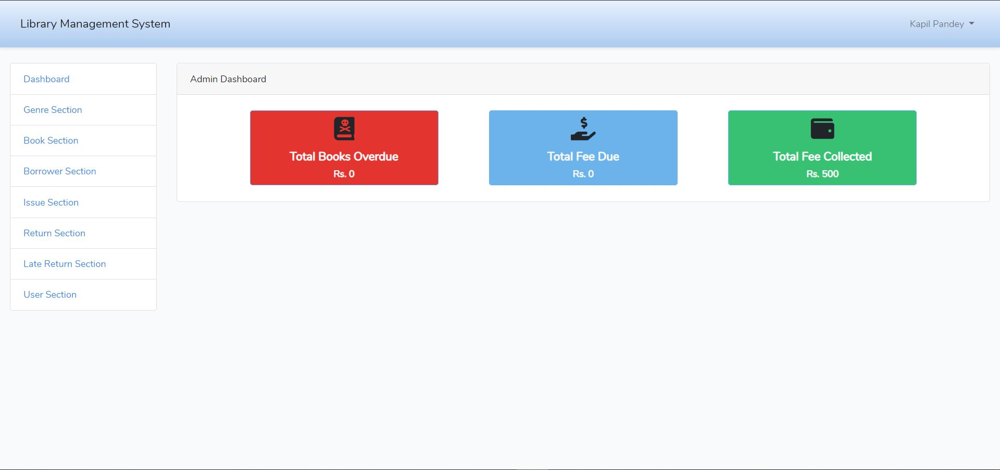 Library Management System
Kapil Pandey
Dashboard
Genre Section
Book Section
Borrower Section
Issue Section
Return Section
Late Return Section
User Section
Admin Dashboard
Total Books Overdue
Rs. 0
Total Fee Due
Rs. 0
Total Fee Collected
Rs. 500